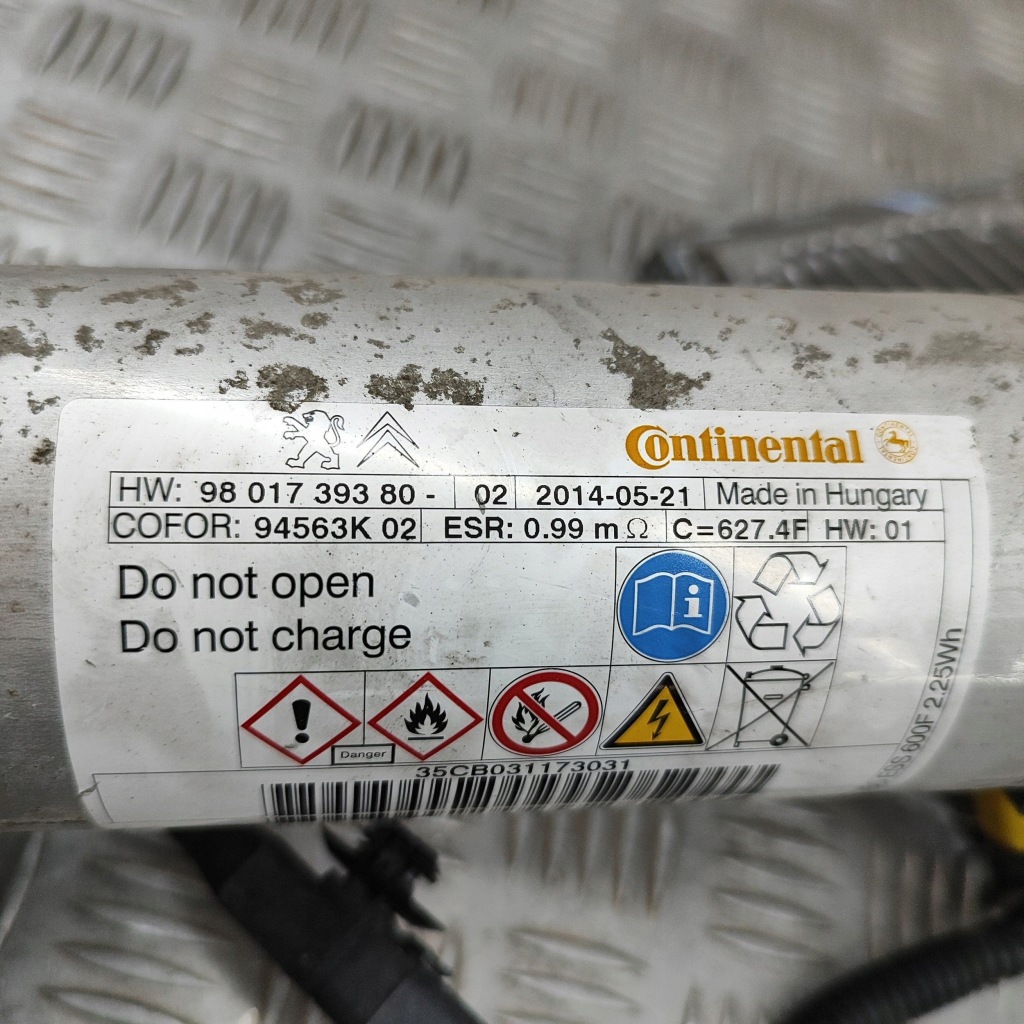 Continental
HW: 98 017 393 80 - 02 2014-05-21 Made in Hungary
COFOR: 94563K 02 ESR: 0.99 m Ω C=627.4F HW: 01
Do not open
Do not charge
i
Danger
35CB031173031
ESS 600F 2.25Wh